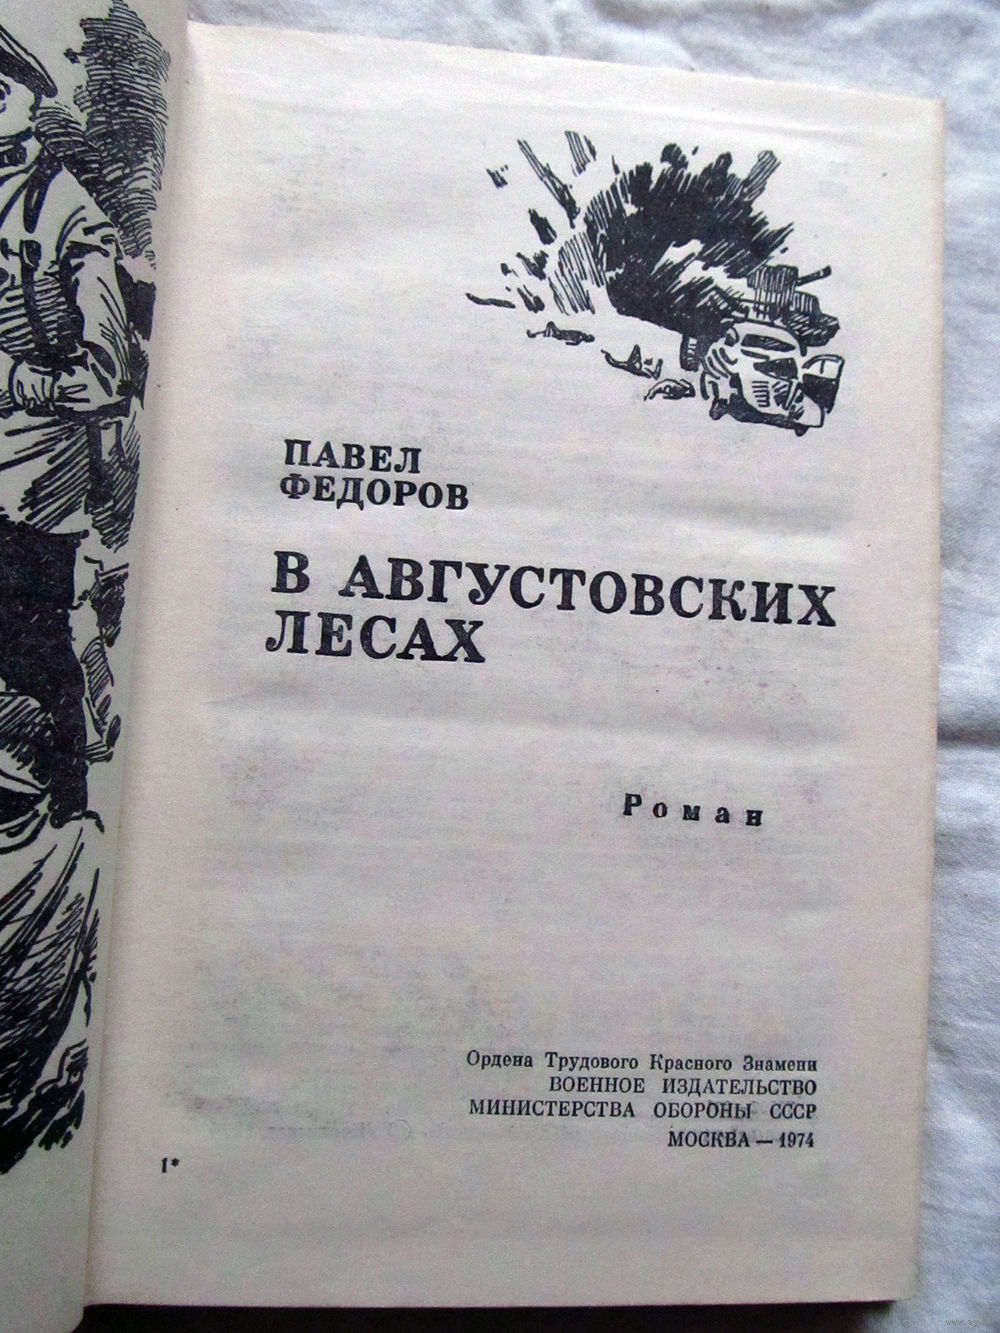 ПАВЕЛ
ФЕДОРОВ
В АВГУСТОВСКИХ
ЛЕСАХ
Роман
Ордена Трудового Красного Знамени
ВОЕННОЕ ИЗДАТЕЛЬСТВО
МИНИСТЕРСТВА ОБОРОНЫ СССР
МОСКВА — 1974
1*